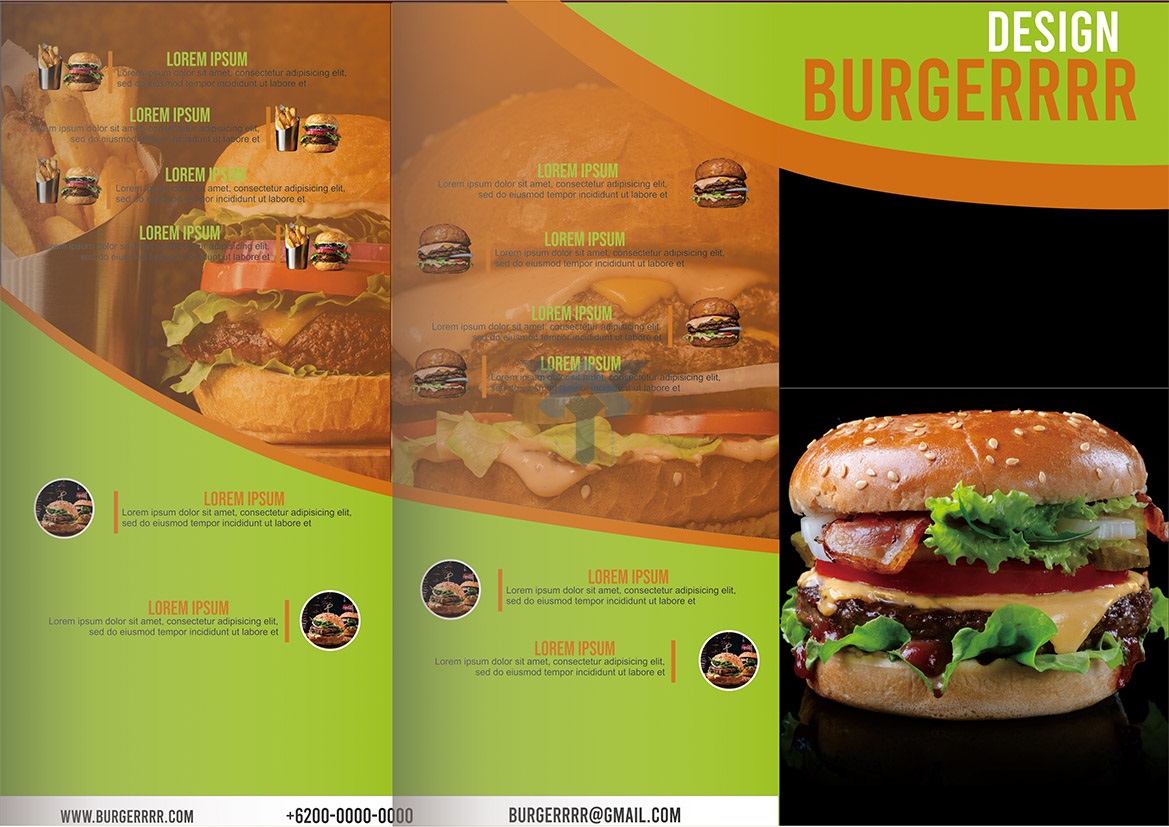 LOREM IPSUM
Lorem ipsum dolor sit amet, consectetur adipisicing elit,
sed do eiusmod tempor incididunt ut labore et
LOREM IPSUM
ipsum dolor sit amet, consectetur adipisicing elit,
sed do eiusmod tempor incididunt ut labore et
LOREM IPSUM
Lorem ipsum dolor sit amet, consectetur adipisicing elit,
sed do eiusmod tempor incididunt ut labore et
LOREM IPSUM
Lorem ipsum dolor sit amet, consectetur adipisicing elit,
sed do eiusmod tempor incididunt ut labore et
LOREM IPSUM
Lorem ipsum dolor sit amet, consectetur adipisicing elit,
sed do eiusmod tempor incididunt ut labore et
LOREM IPSUM
Lorem ipsum dolor sit amet, consectetur adipisicing elit,
sed do eiusmod tempor incididunt ut labore et
WWW.BURGERRRR.COM
+6200-0000-0000
LOREM IPSUM
Lorem ipsum dolor sit amet, consectetur adipisicing elit,
sed do eiusmod tempor incididunt ut labore et
LOREM IPSUM
Lorem ipsum dolor sit amet, consectetur adipisicing elit,
sed do eiusmod tempor incididunt ut labore et
LOREM IPSUM
Lorem ipsum dolor sit amet, consectetur adipisicing elit,
sed do eiusmod tempor incididunt ut labore et
LOREM IPSUM
Lorem ipsum dolor sit amet, consectetur adipisicing elit,
sed do eiusmod tempor incididunt ut labore et
LOREM IPSUM
Lorem ipsum dolor sit amet, consectetur adipisicing elit,
sed do eiusmod tempor incididunt ut labore et
LOREM IPSUM
Lorem ipsum dolor sit amet, consectetur adipisicing elit,
sed do eiusmod tempor incididunt ut labore et
BURGERRRR@GMAIL.COM
DESIGN
BURGERRRR